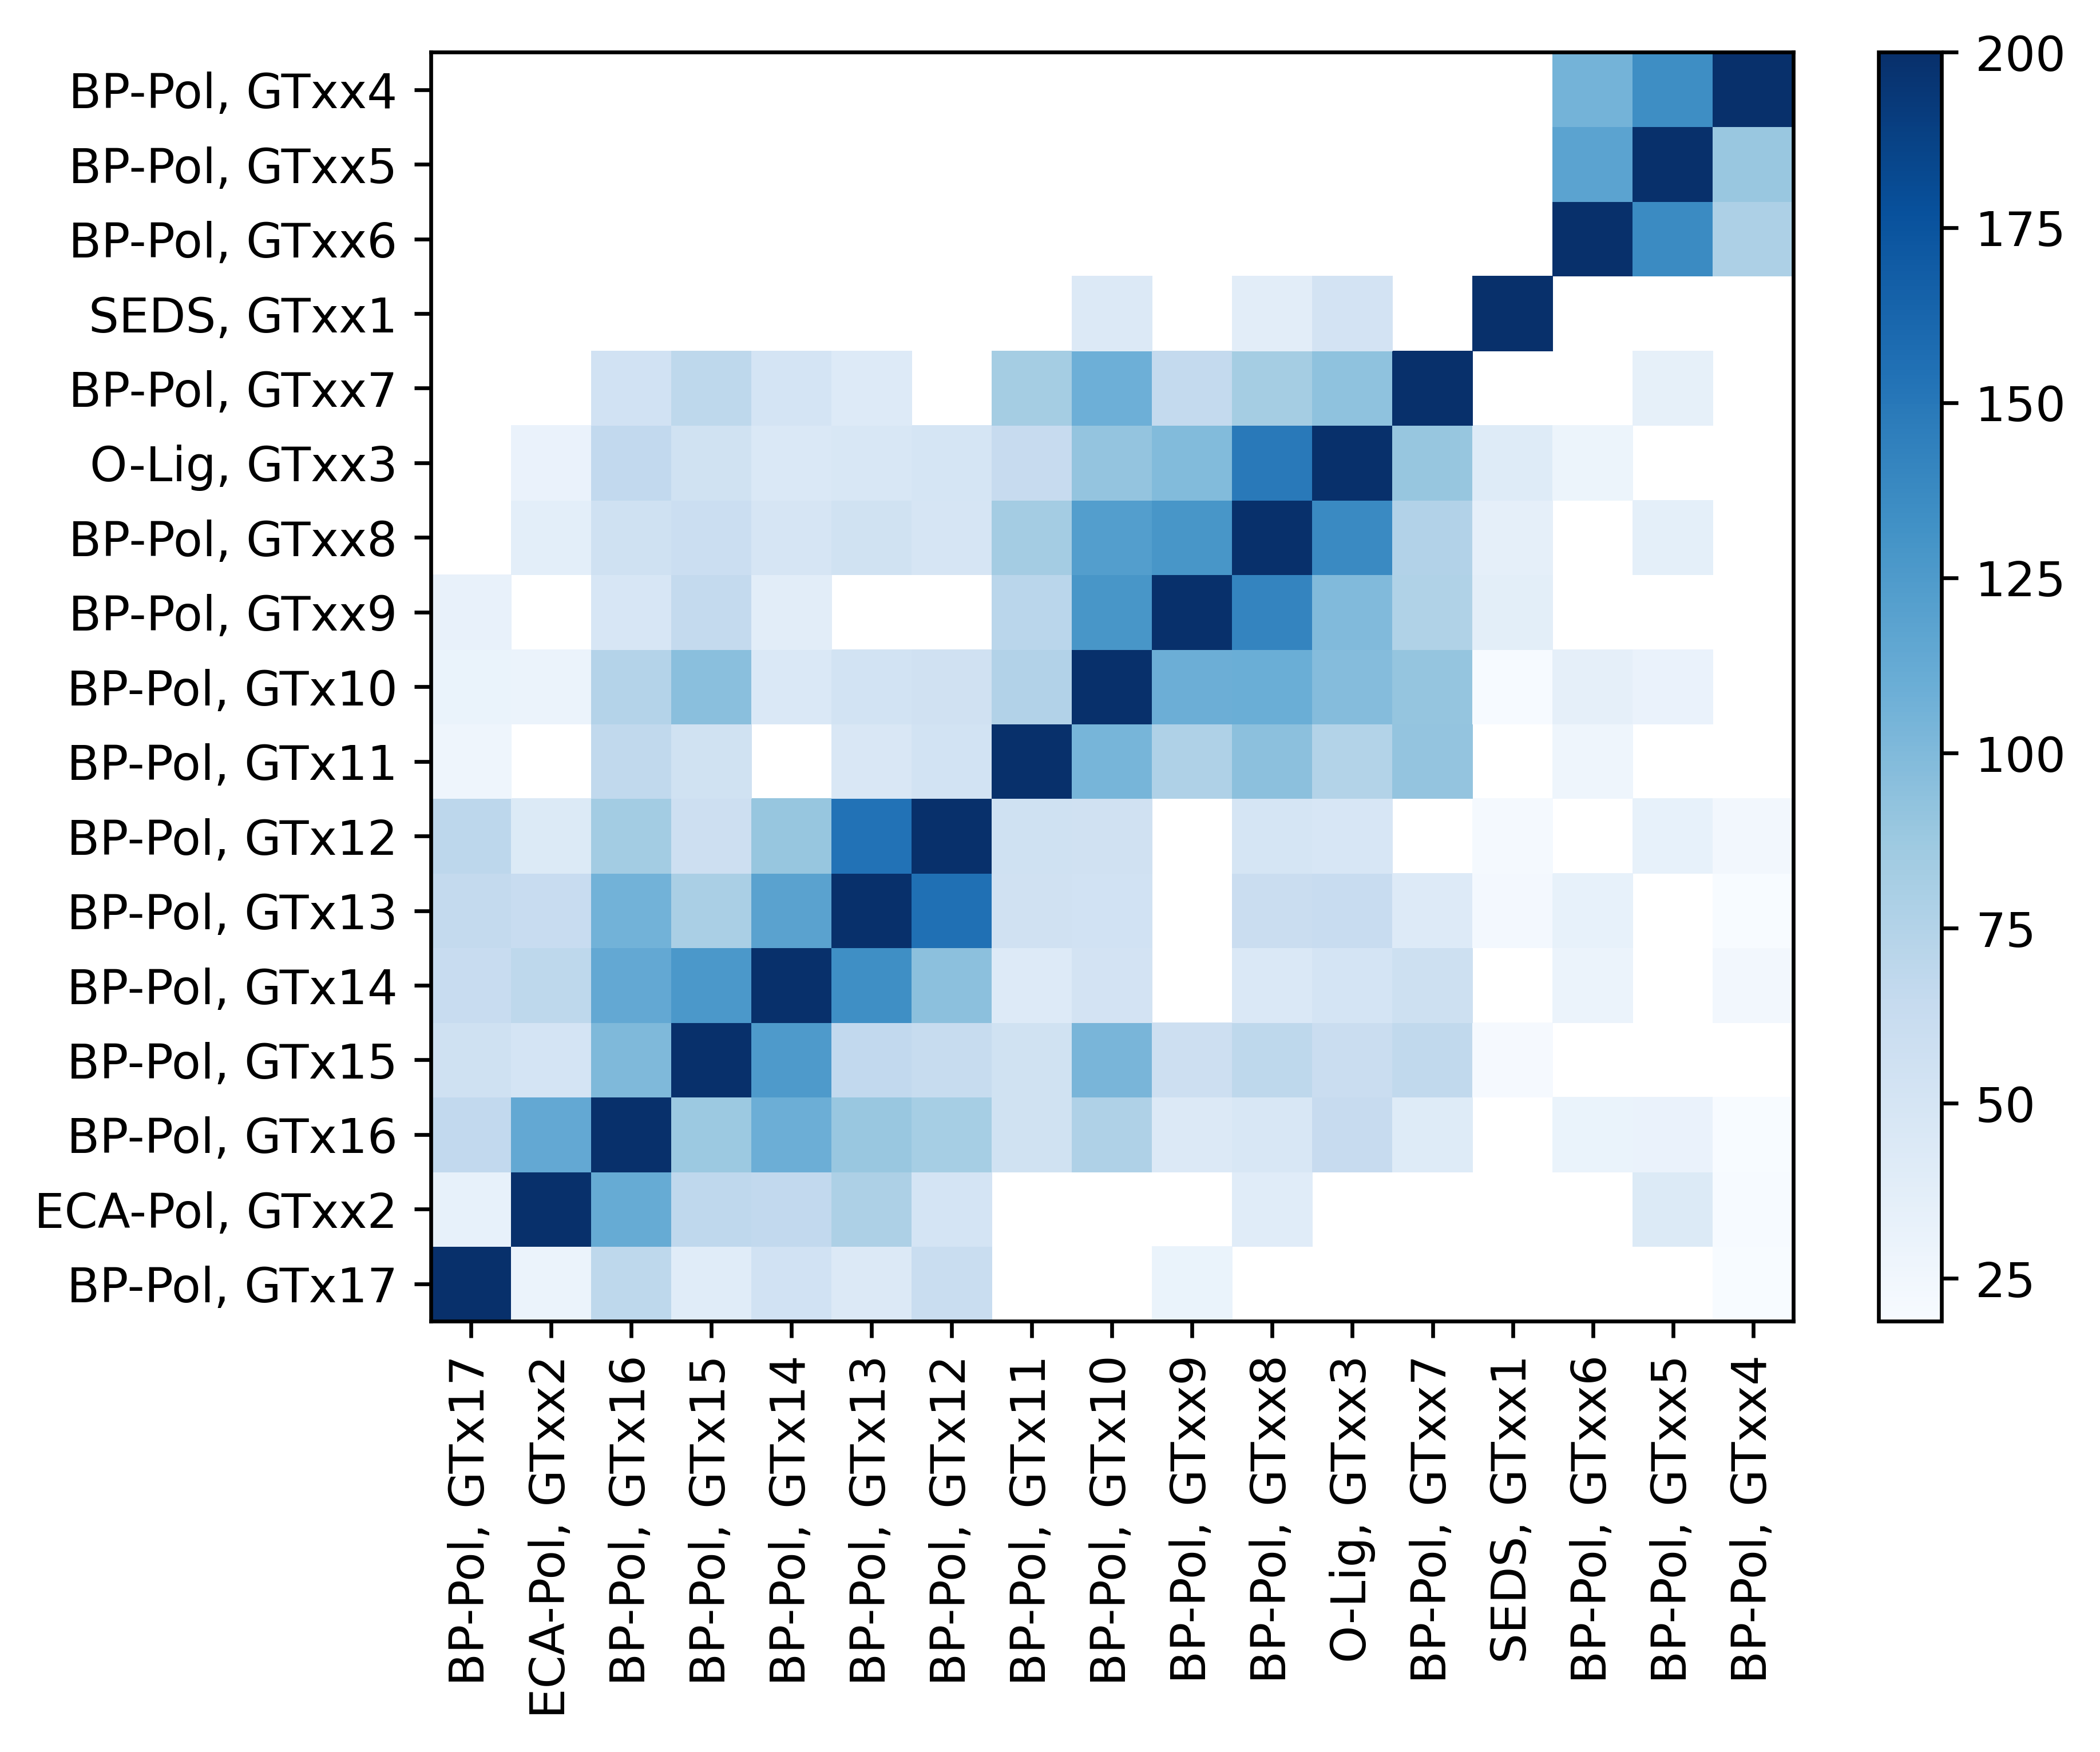 BP-Pol, GTxx4
BP-Pol, GTxx5
BP-Pol, GTxx6
SEDS, GTxx1
BP-Pol, GTxx7
O-Lig, GTxx3
BP-Pol, GTxx8
BP-Pol, GTxx9
BP-Pol, GTx10
BP-Pol, GTx11
BP-Pol, GTx12
BP-Pol, GTx13
BP-Pol, GTx14
BP-Pol, GTx15
BP-Pol, GTx16
ECA-Pol, GTxx2
BP-Pol, GTx17
BP-Pol, GTx17
ECA-Pol, GTxx2
BP-Pol, GTx16
BP-Pol, GTx15
BP-Pol, GTx14
BP-Pol, GTx13
BP-Pol, GTx12
BP-Pol, GTx11
BP-Pol, GTx10
BP-Pol, GTxx9
BP-Pol, GTxx8
O-Lig, GTxx3
BP-Pol, GTxx7
SEDS, GTxx1
BP-Pol, GTxx6
BP-Pol, GTxx5
BP-Pol, GTxx4
200
175
150
125
100
75
50
25